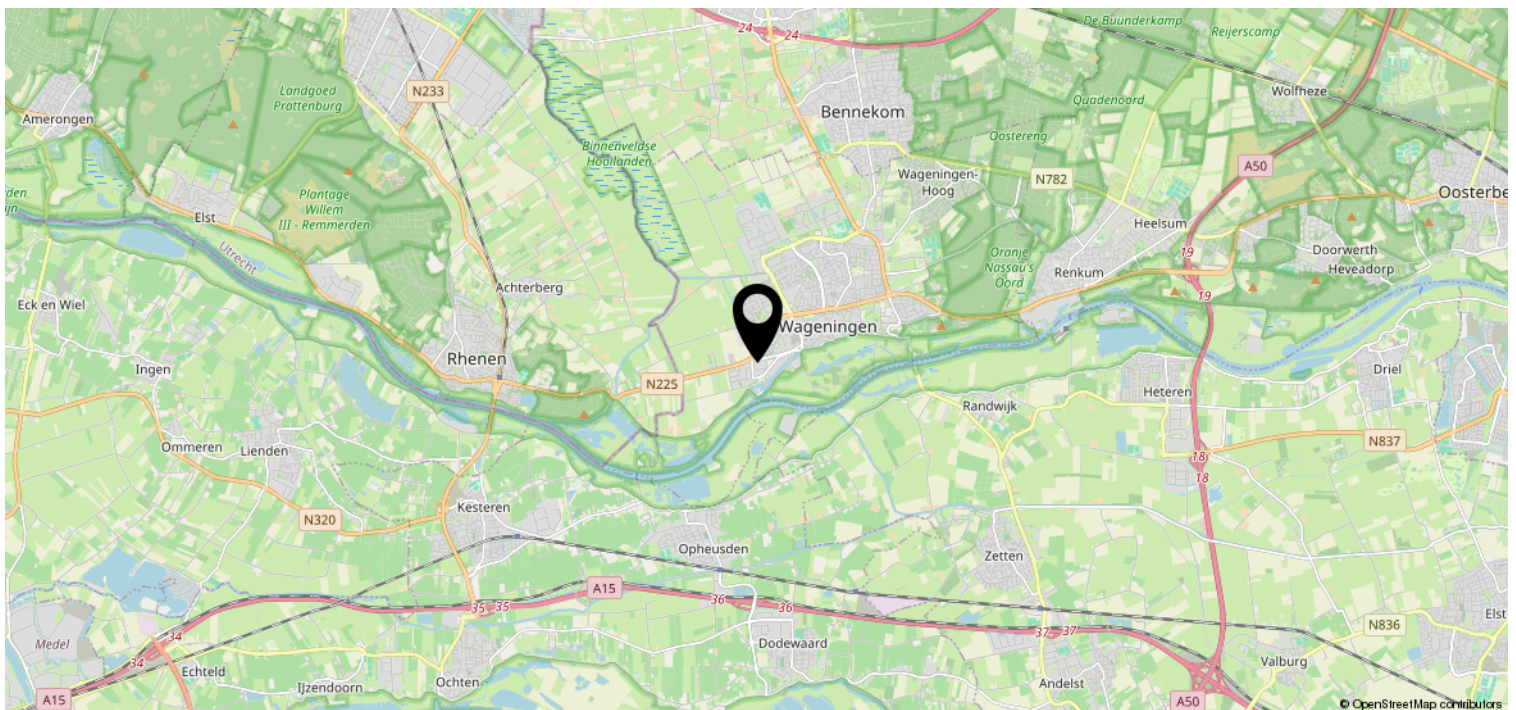 24
24
De Buunderkamp
Reijerscamp
Landgoed
Prattenburg
N233
Wolfheze
Amerongen
Bennekom
Quadenoord
Oostereng
Binnenveldse
Hooilanden
A50
Wageningen-
Hoog
N782
Plantage
Willem
III - Remmerden
Oosterbe
rden
ijn
Elst
Heelsum
Utrecht
Oranje
Nassau's
Oord
19
Doorwerth
Heveadorp
Renkum
Achterberg
19
Eck en Wiel
Wageningen
Rhenen
Ingen
N225
Driel
Heteren
Randwijk
Ommeren
Lienden
N837
18
18
Kesteren
N320
Opheusden
Zetten
A15
35
35
36
36
Elst
34
34
Medel
Dodewaard
37
37
N836
Echteld
Valburg
IJzendoorn
Ochten
Andelst
A15
A50
© OpenStreetMap contributors